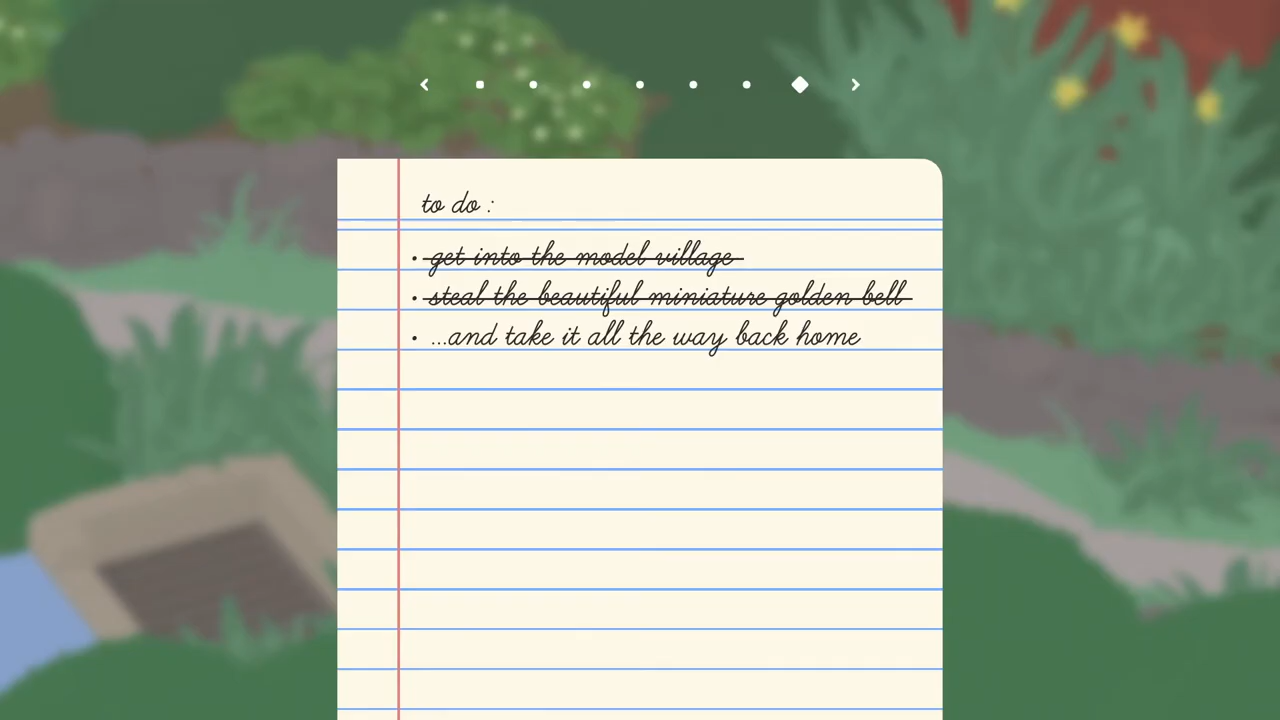 to do :
• get into the model village
• steal the beautiful miniature golden bell
• ...and take it all the way back home